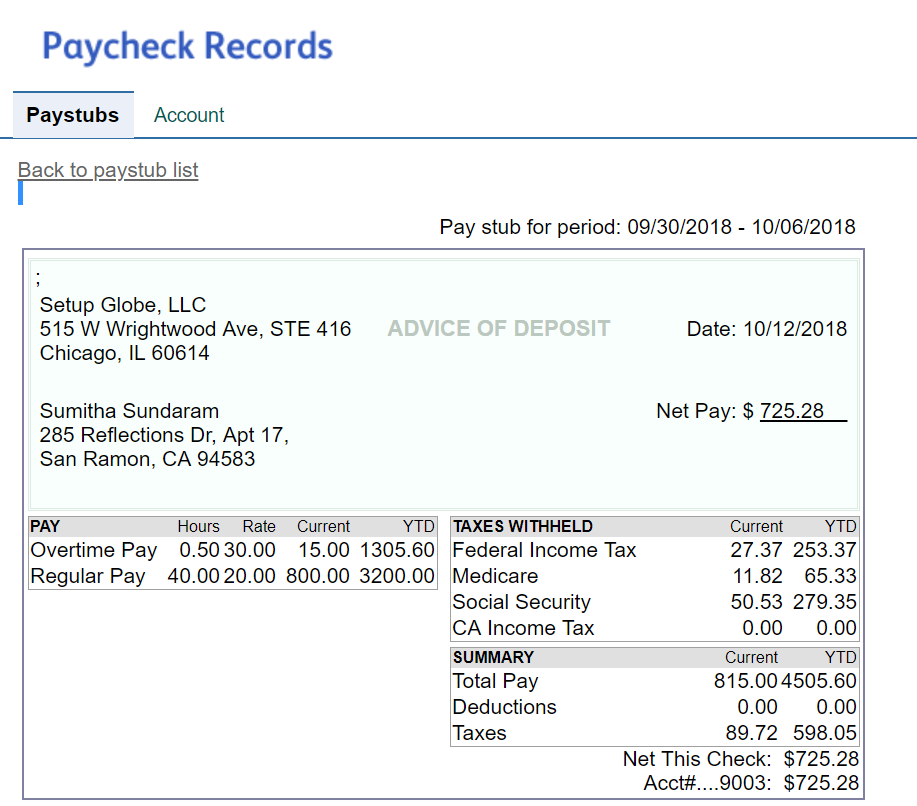 Paycheck Records
Paystubs Account
Back to paystub list
Pay stub for period: 09/30/2018 - 10/06/2018
;
Setup Globe, LLC
515 W Wrightwood Ave, STE 416 ADVICE OF DEPOSIT Date: 10/12/2018
Chicago, IL 60614
Sumitha Sundaram Net Pay: $ 725.28
285 Reflections Dr, Apt 17,
San Ramon, CA 94583
PAY Hours Rate Current YTD
Overtime Pay 0.50 30.00 15.00 1305.60
Regular Pay 40.00 20.00 800.00 3200.00
TAXES WITHHELD Current YTD
Federal Income Tax 27.37 253.37
Medicare 11.82 65.33
Social Security 50.53 279.35
CA Income Tax 0.00 0.00
SUMMARY Current YTD
Total Pay 815.00 4505.60
Deductions 0.00 0.00
Taxes 89.72 598.05
Net This Check: $725.28
Acct#....9003: $725.28